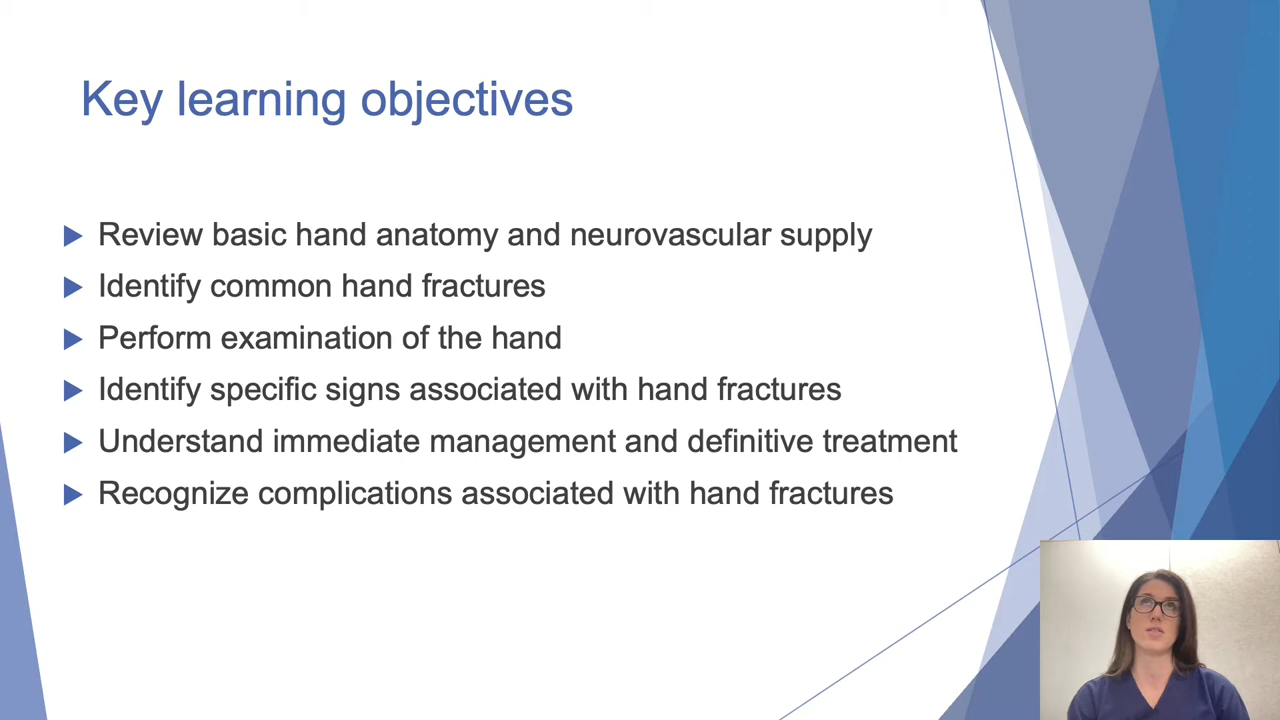 Key learning objectives
Review basic hand anatomy and neurovascular supply
Identify common hand fractures
Perform examination of the hand
Identify specific signs associated with hand fractures
Understand immediate management and definitive treatment
Recognize complications associated with hand fractures